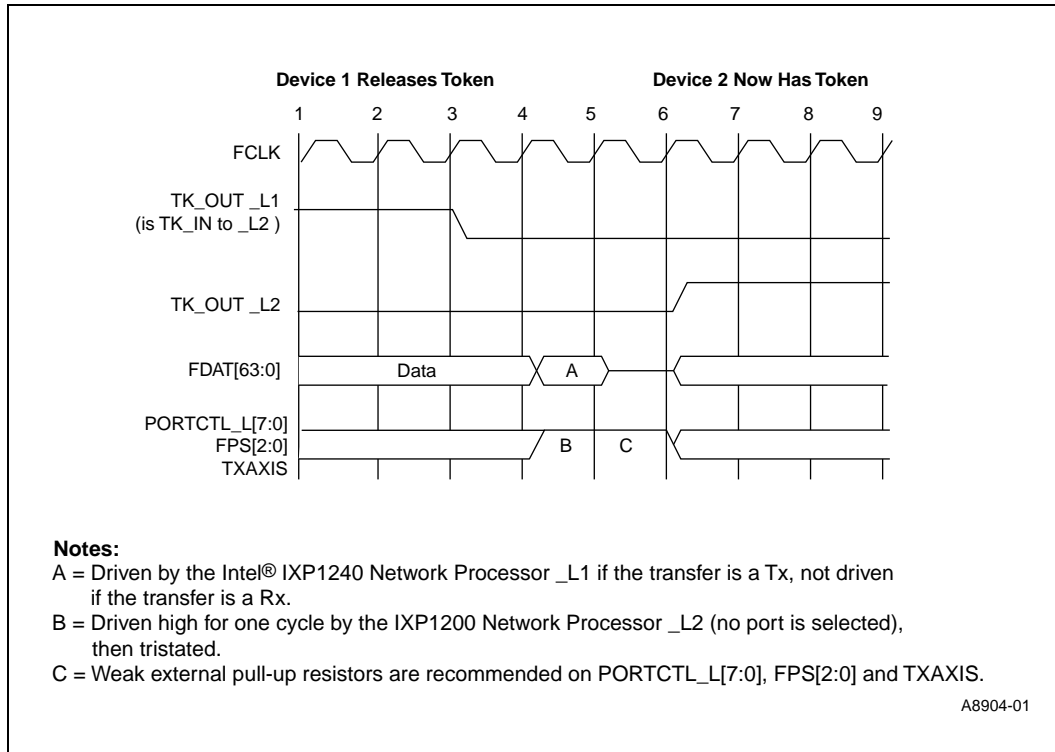 Device 1 Releases Token Device 2 Now Has Token
1 2 3 4 5 6 7 8 9
FCLK
TK_OUT _L1
(is TK_IN to _L2 )
TK_OUT _L2
FDAT[63:0] Data A
PORTCTL_L[7:0]
FPS[2:0] B C
TXAXIS
Notes:
A = Driven by the Intel® IXP1240 Network Processor _L1 if the transfer is a Tx, not driven
if the transfer is a Rx.
B = Driven high for one cycle by the IXP1200 Network Processor _L2 (no port is selected),
then tristated.
C = Weak external pull-up resistors are recommended on PORTCTL_L[7:0], FPS[2:0] and TXAXIS.
A8904-01